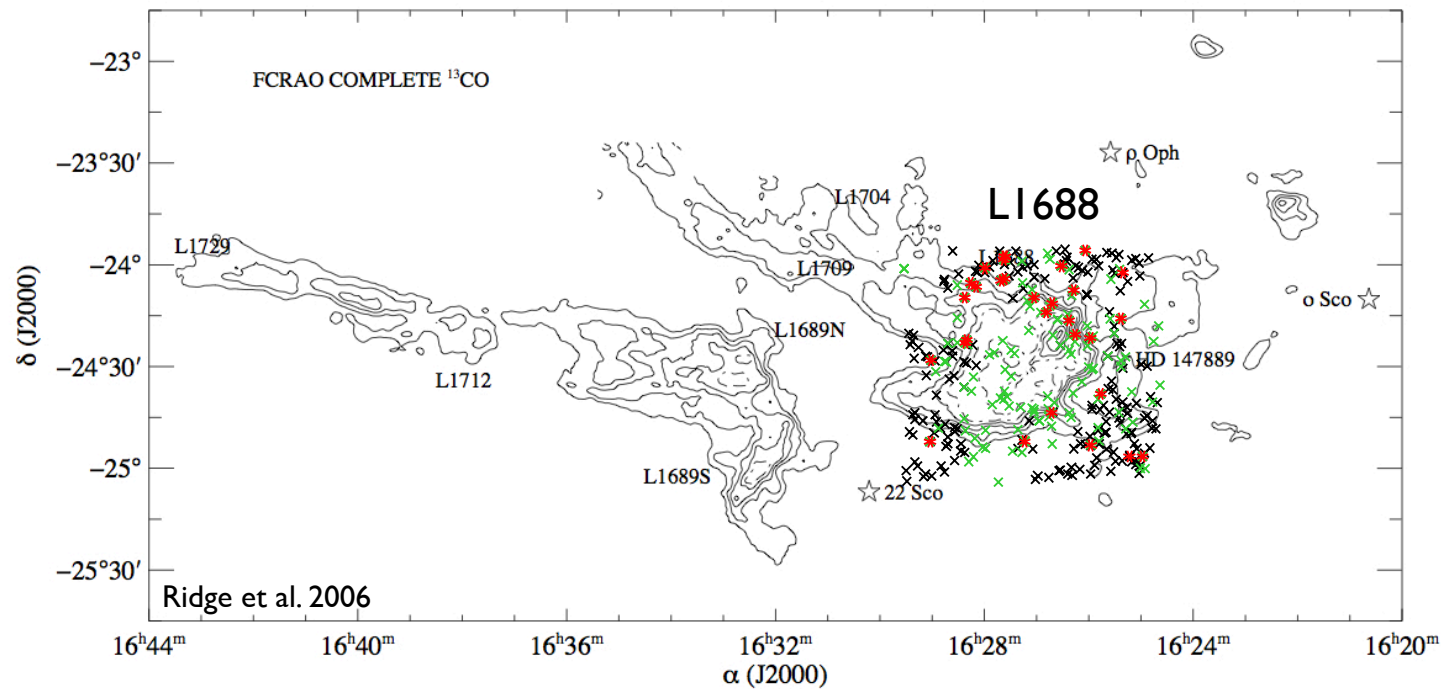 −23°
FCRAO COMPLETE ¹³CO
−23°30′
ρ Oph
L1704
L1688
L1729
−24°
L1709
L1688
ο Sco
δ (J2000)
L1689N
−24°30′
HD 147889
L1712
−25°
L1689S
22 Sco
−25°30′
Ridge et al. 2006
16ʰ44ᵐ 16ʰ40ᵐ 16ʰ36ᵐ 16ʰ32ᵐ 16ʰ28ᵐ 16ʰ24ᵐ 16ʰ20ᵐ
α (J2000)